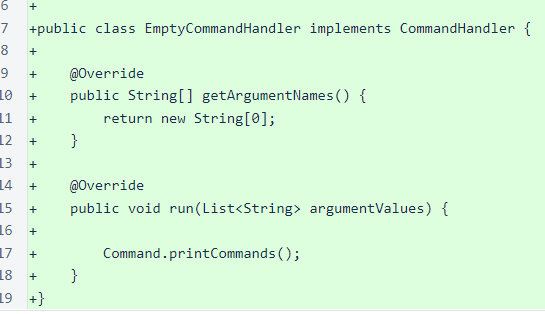 6 +
7 +public class EmptyCommandHandler implements CommandHandler {
8 +
9 +    @Override
10 +    public String[] getArgumentNames() {
11 +        return new String[0];
12 +    }
13 +
14 +    @Override
15 +    public void run(List<String> argumentValues) {
16 +
17 +        Command.printCommands();
18 +    }
19 +}